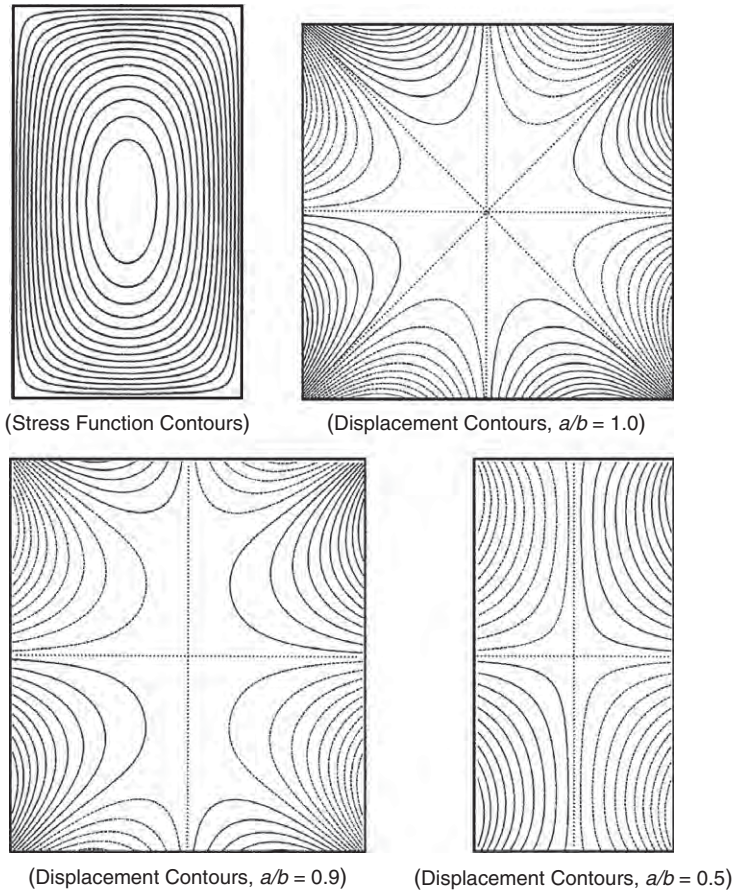 (Stress Function Contours)
(Displacement Contours, a/b = 1.0)
(Displacement Contours, a/b = 0.9)
(Displacement Contours, a/b = 0.5)